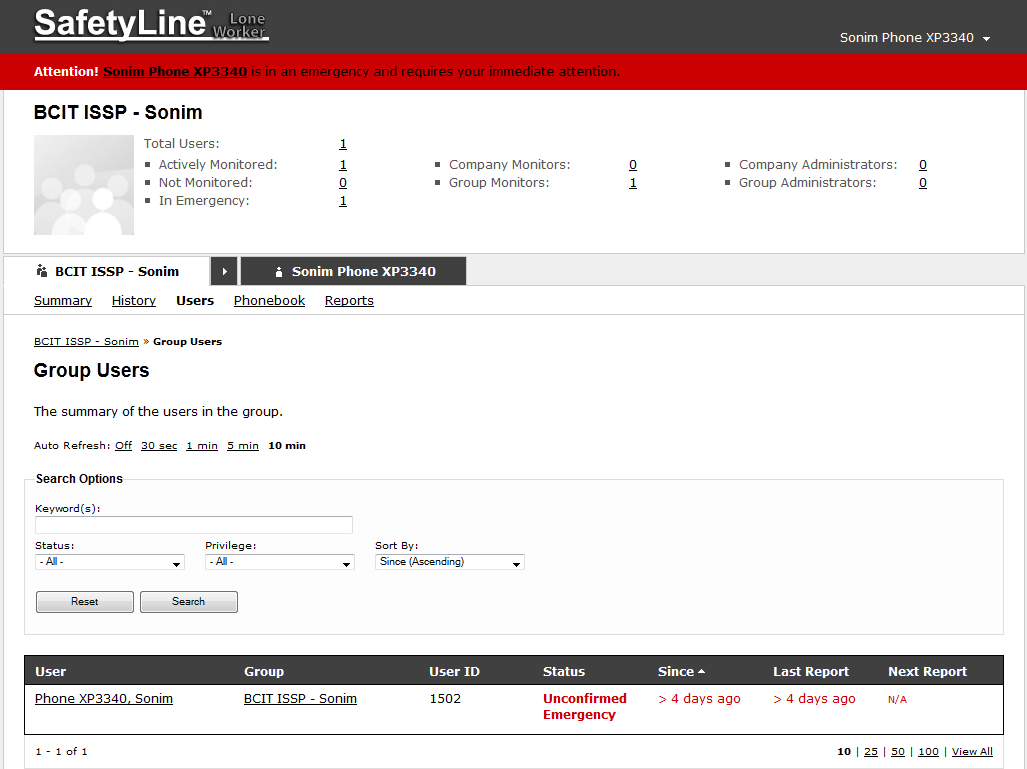 SafetyLine™ Lone Worker
Sonim Phone XP3340
Attention! Sonim Phone XP3340 is in an emergency and requires your immediate attention.
BCIT ISSP - Sonim
Total Users: 1
Actively Monitored: 1 Company Monitors: 0 Company Administrators: 0
Not Monitored: 0 Group Monitors: 1 Group Administrators: 0
In Emergency: 1
BCIT ISSP - Sonim Sonim Phone XP3340
Summary History Users Phonebook Reports
BCIT ISSP - Sonim » Group Users
Group Users
The summary of the users in the group.
Auto Refresh: Off 30 sec 1 min 5 min 10 min
Search Options
Keyword(s):
Status: Privilege: Sort By:
- All - - All - Since (Ascending)
Reset Search
User Group User ID Status Since Last Report Next Report
Phone XP3340, Sonim BCIT ISSP - Sonim 1502 Unconfirmed > 4 days ago > 4 days ago N/A
Emergency
1 - 1 of 1 10 | 25 | 50 | 100 | View All